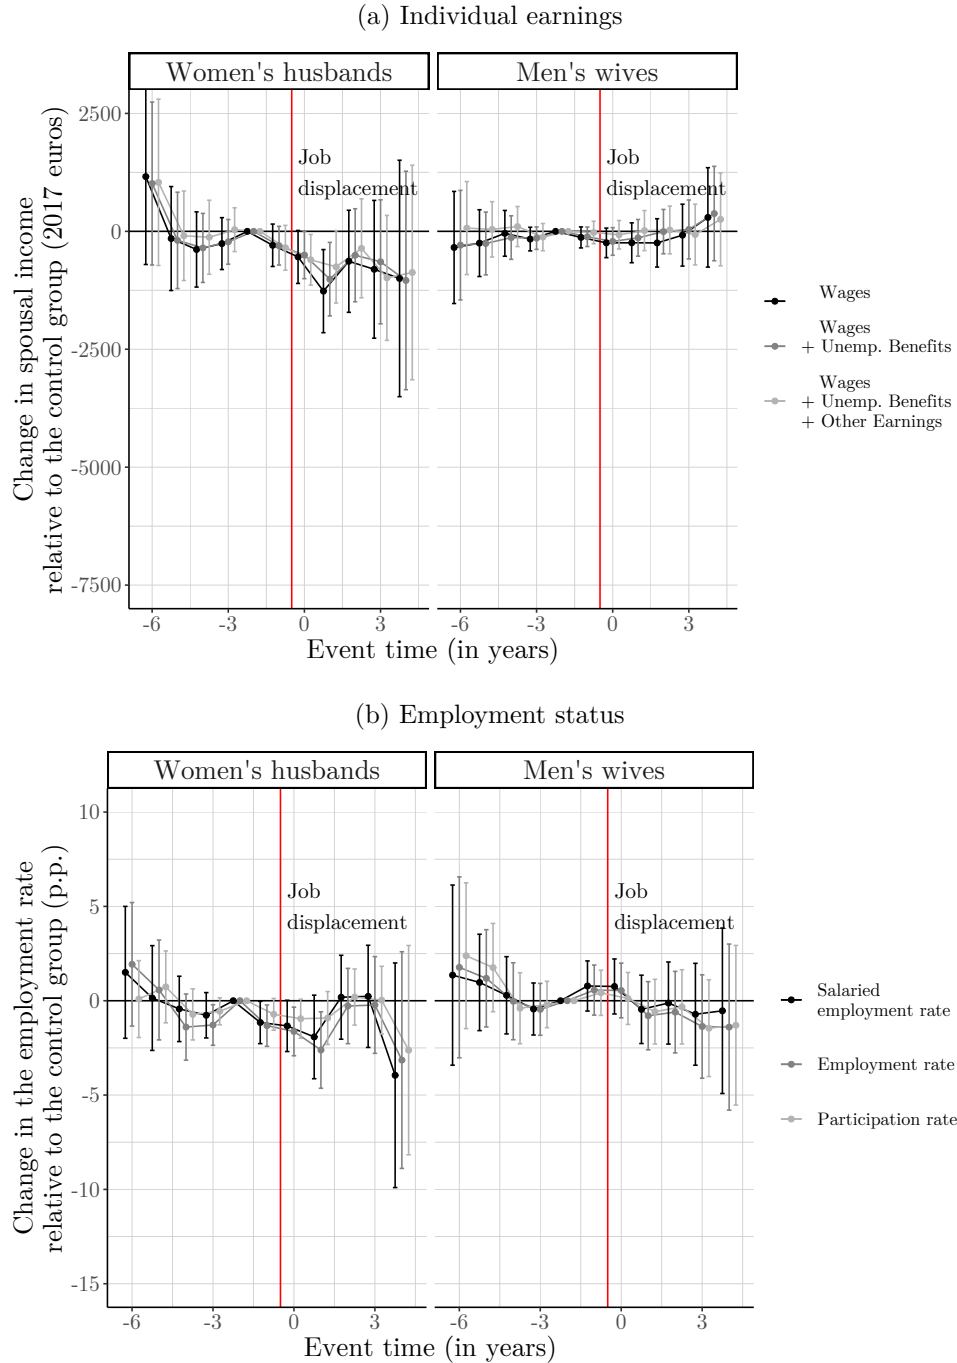 (a) Individual earnings
Women's husbands
Men's wives
Change in spousal income
relative to the control group (2017 euros)
2500
0
-2500
-5000
-7500
Job
displacement
Job
displacement
-6
-3
0
3
-6
-3
0
3
Event time (in years)
Wages
Wages
+ Unemp. Benefits
Wages
+ Unemp. Benefits
+ Other Earnings
(b) Employment status
Women's husbands
Men's wives
Change in the employment rate
relative to the control group (p.p.)
10
5
0
-5
-10
-15
Job
displacement
Job
displacement
-6
-3
0
3
-6
-3
0
3
Event time (in years)
Salaried
employment rate
Employment rate
Participation rate